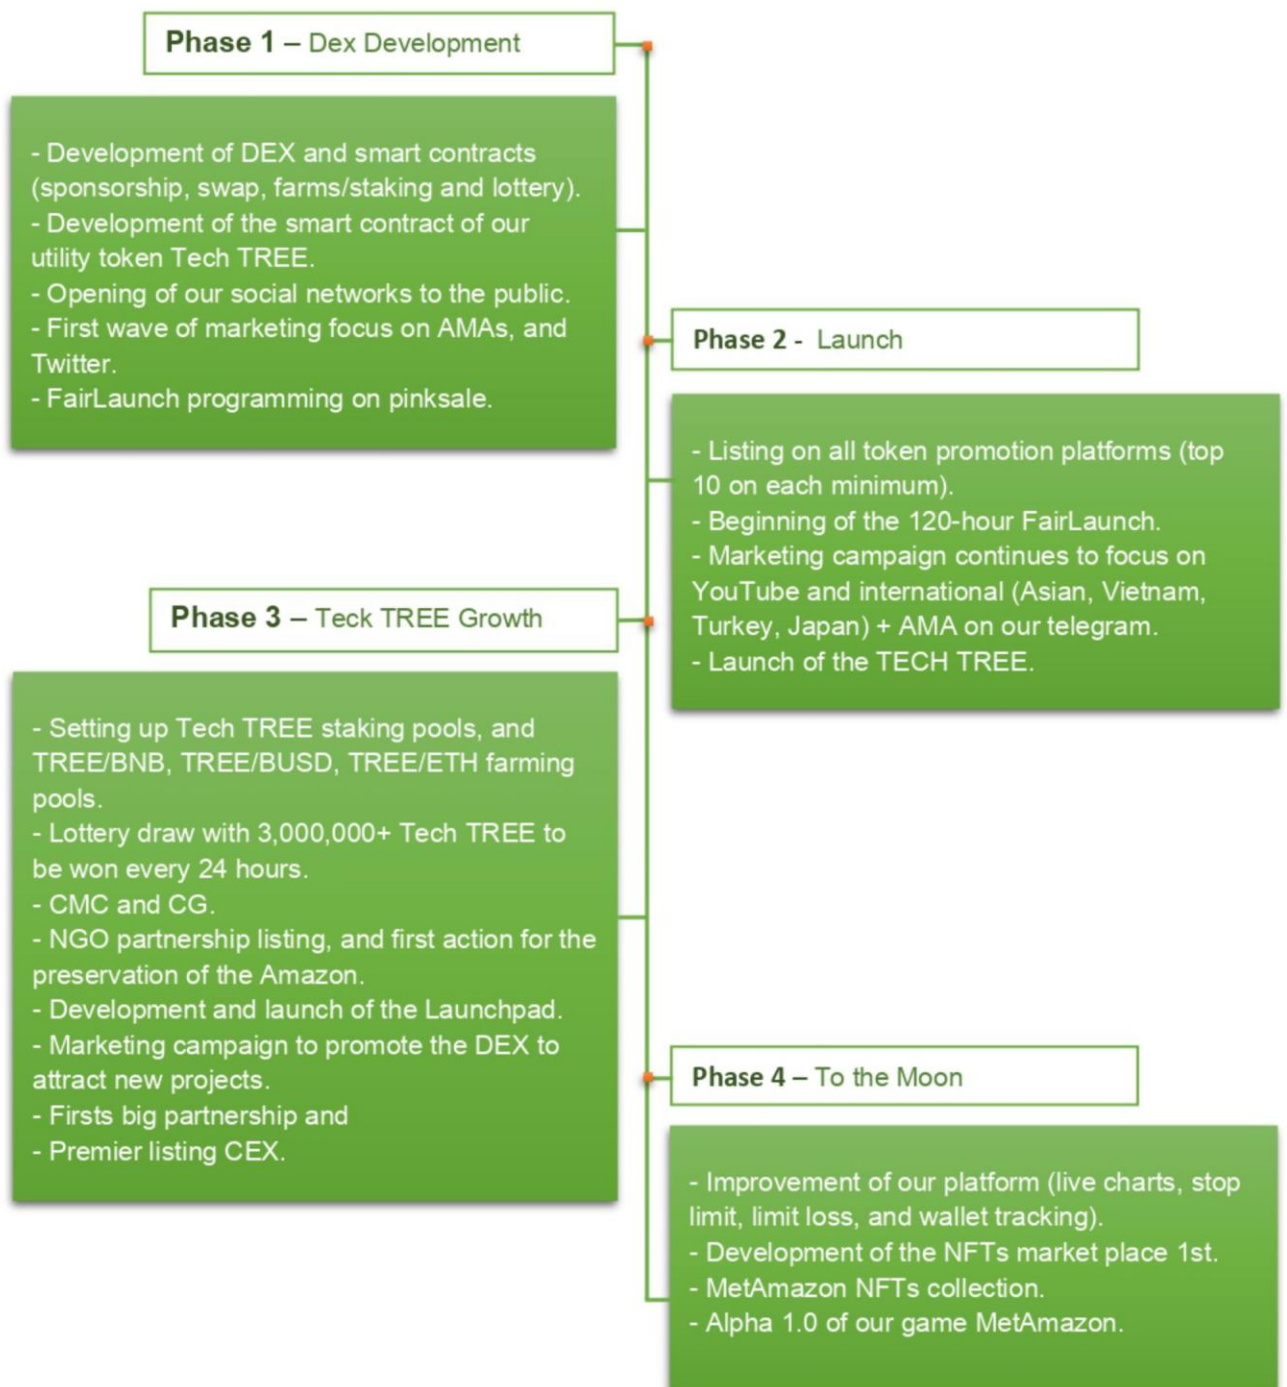 Phase 1 – Dex Development
- Development of DEX and smart contracts
(sponsorship, swap, farms/staking and lottery).
- Development of the smart contract of our
utility token Tech TREE.
- Opening of our social networks to the public.
- First wave of marketing focus on AMAs, and
Twitter.
- FairLaunch programming on pinksale.
Phase 2 - Launch
- Listing on all token promotion platforms (top
10 on each minimum).
- Beginning of the 120-hour FairLaunch.
- Marketing campaign continues to focus on
YouTube and international (Asian, Vietnam,
Turkey, Japan) + AMA on our telegram.
- Launch of the TECH TREE.
Phase 3 – Teck TREE Growth
- Setting up Tech TREE staking pools, and
TREE/BNB, TREE/BUSD, TREE/ETH farming
pools.
- Lottery draw with 3,000,000+ Tech TREE to
be won every 24 hours.
- CMC and CG.
- NGO partnership listing, and first action for the
preservation of the Amazon.
- Development and launch of the Launchpad.
- Marketing campaign to promote the DEX to
attract new projects.
- Firsts big partnership and
- Premier listing CEX.
Phase 4 – To the Moon
- Improvement of our platform (live charts, stop
limit, limit loss, and wallet tracking).
- Development of the NFTs market place 1st.
- MetAmazon NFTs collection.
- Alpha 1.0 of our game MetAmazon.